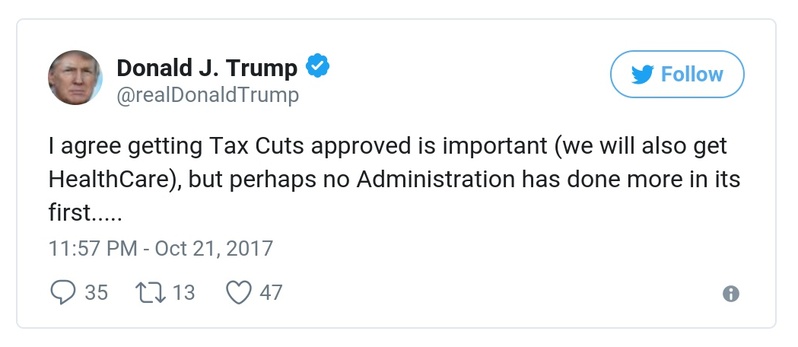 Donald J. Trump
Follow
@realDonaldTrump
I agree getting Tax Cuts approved is important (we will also get
HealthCare), but perhaps no Administration has done more in its
first.....
11:57 PM - Oct 21, 2017
35 13 47